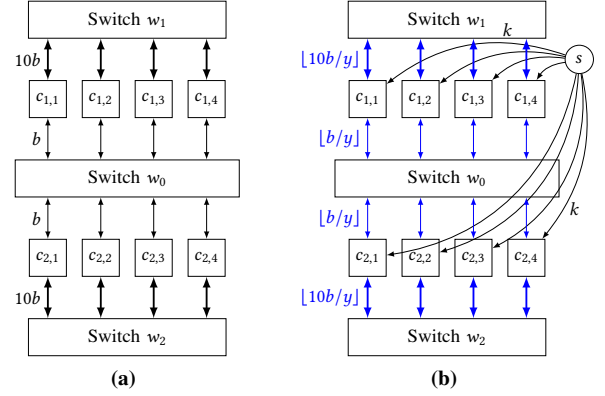 Switch w₁
10b
c₁,₁ c₁,₂ c₁,₃ c₁,₄
b
Switch w₀
b
c₂,₁ c₂,₂ c₂,₃ c₂,₄
10b
Switch w₂
(a)
Switch w₁
k
s
⌊10b/y⌋
c₁,₁ c₁,₂ c₁,₃ c₁,₄
⌊b/y⌋
Switch w₀
⌊b/y⌋
k
c₂,₁ c₂,₂ c₂,₃ c₂,₄
⌊10b/y⌋
Switch w₂
(b)